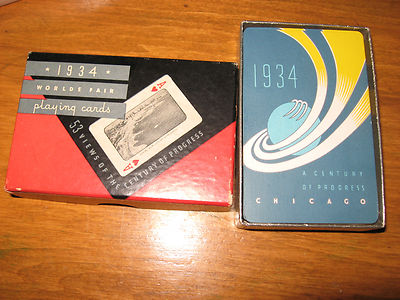 ★ 1934 ★
WORLDS FAIR
playing cards
A
A
53 VIEWS OF THE
CENTURY OF PROGRESS
1934
A CENTURY
OF PROGRESS
CHICAGO